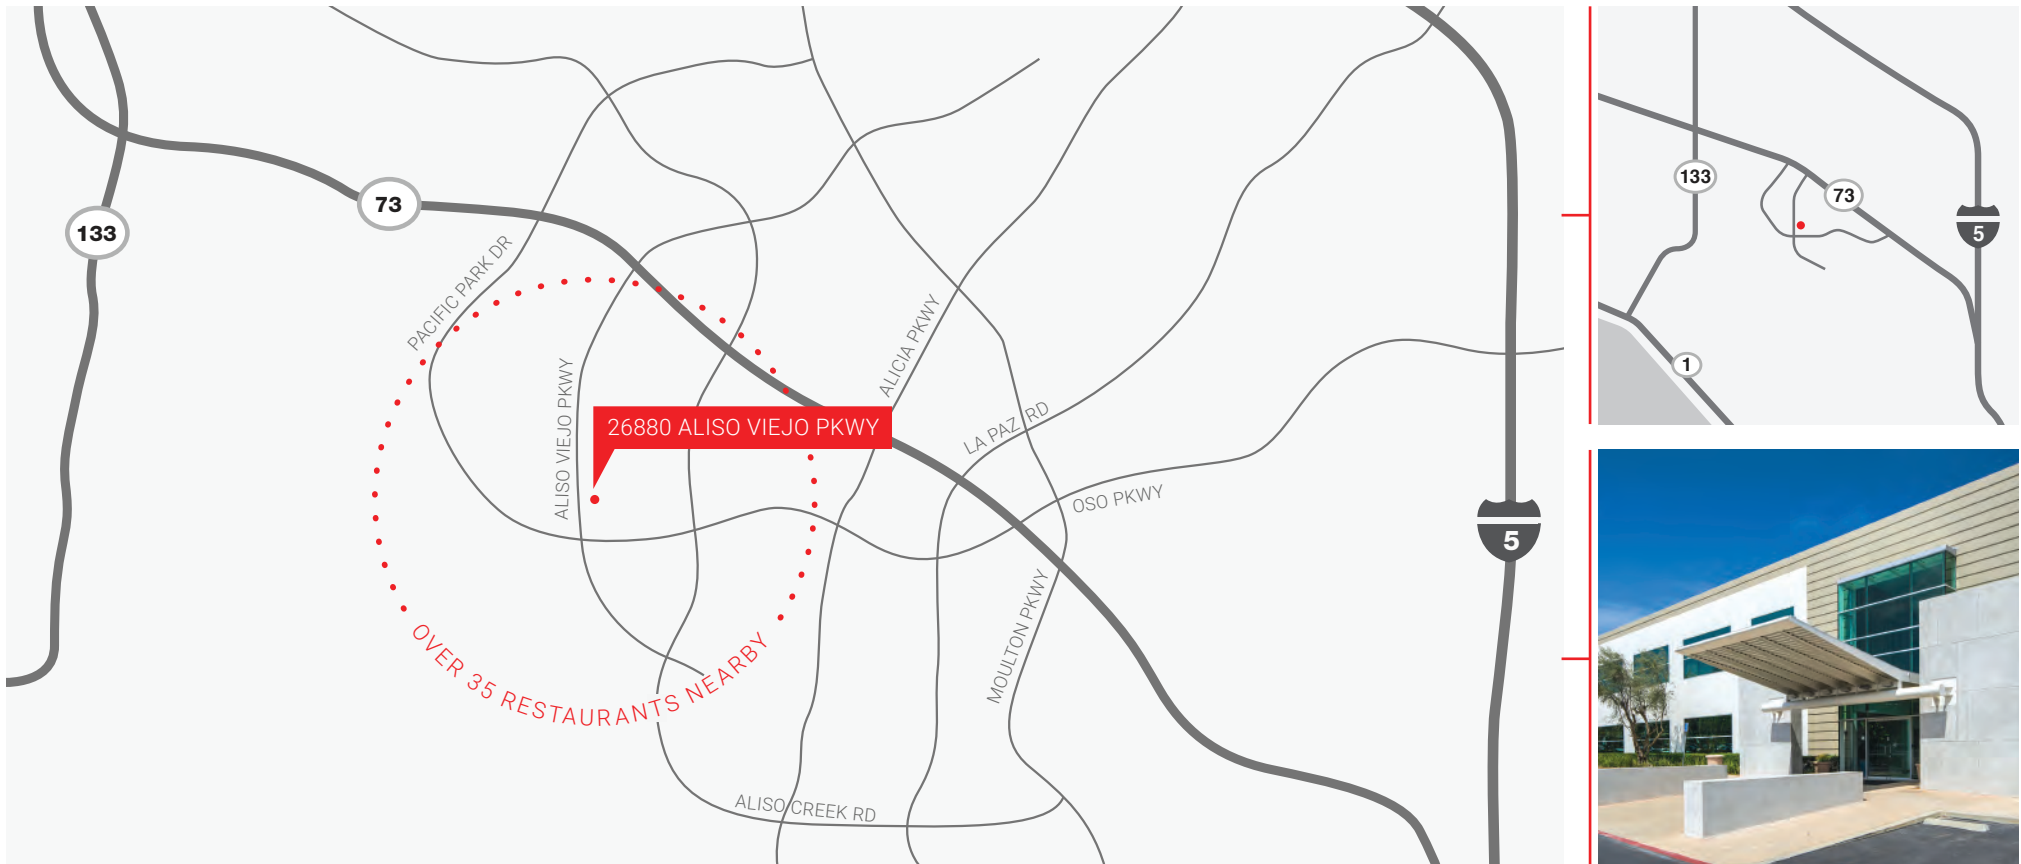 133
73
PACIFIC PARK DR
ALISO VIEJO PKWY
26880 ALISO VIEJO PKWY
ALICIA PKWY
LA PAZ RD
OSO PKWY
MOULTON PKWY
5
OVER 35 RESTAURANTS NEARBY
ALISO CREEK RD
133
73
5
1